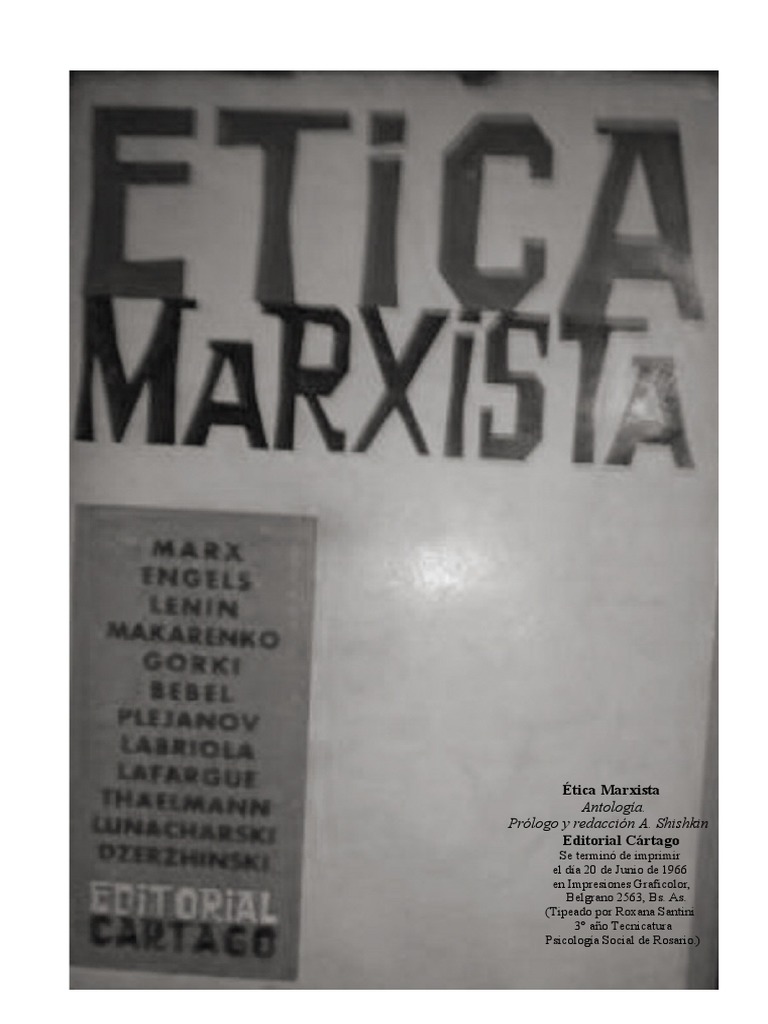 ETiCA
MaRXiSTa
MARX
ENGELS
LENIN
MAKARENKO
GORKI
BEBEL
PLEJANOV
LABRIOLA
LAFARGUE
THAELMANN
LUNACHARSKI
DZERZHINSKI
EDiTORIAL
CARTAGO
Ética Marxista
Antología.
Prólogo y redacción A. Shishkin
Editorial Cártago
Se terminó de imprimir
el día 20 de Junio de 1966
en Impresiones Graficolor,
Belgrano 2563, Bs. As.
(Tipeado por Roxana Santini
3° año Tecnicatura
Psicología Social de Rosario.)